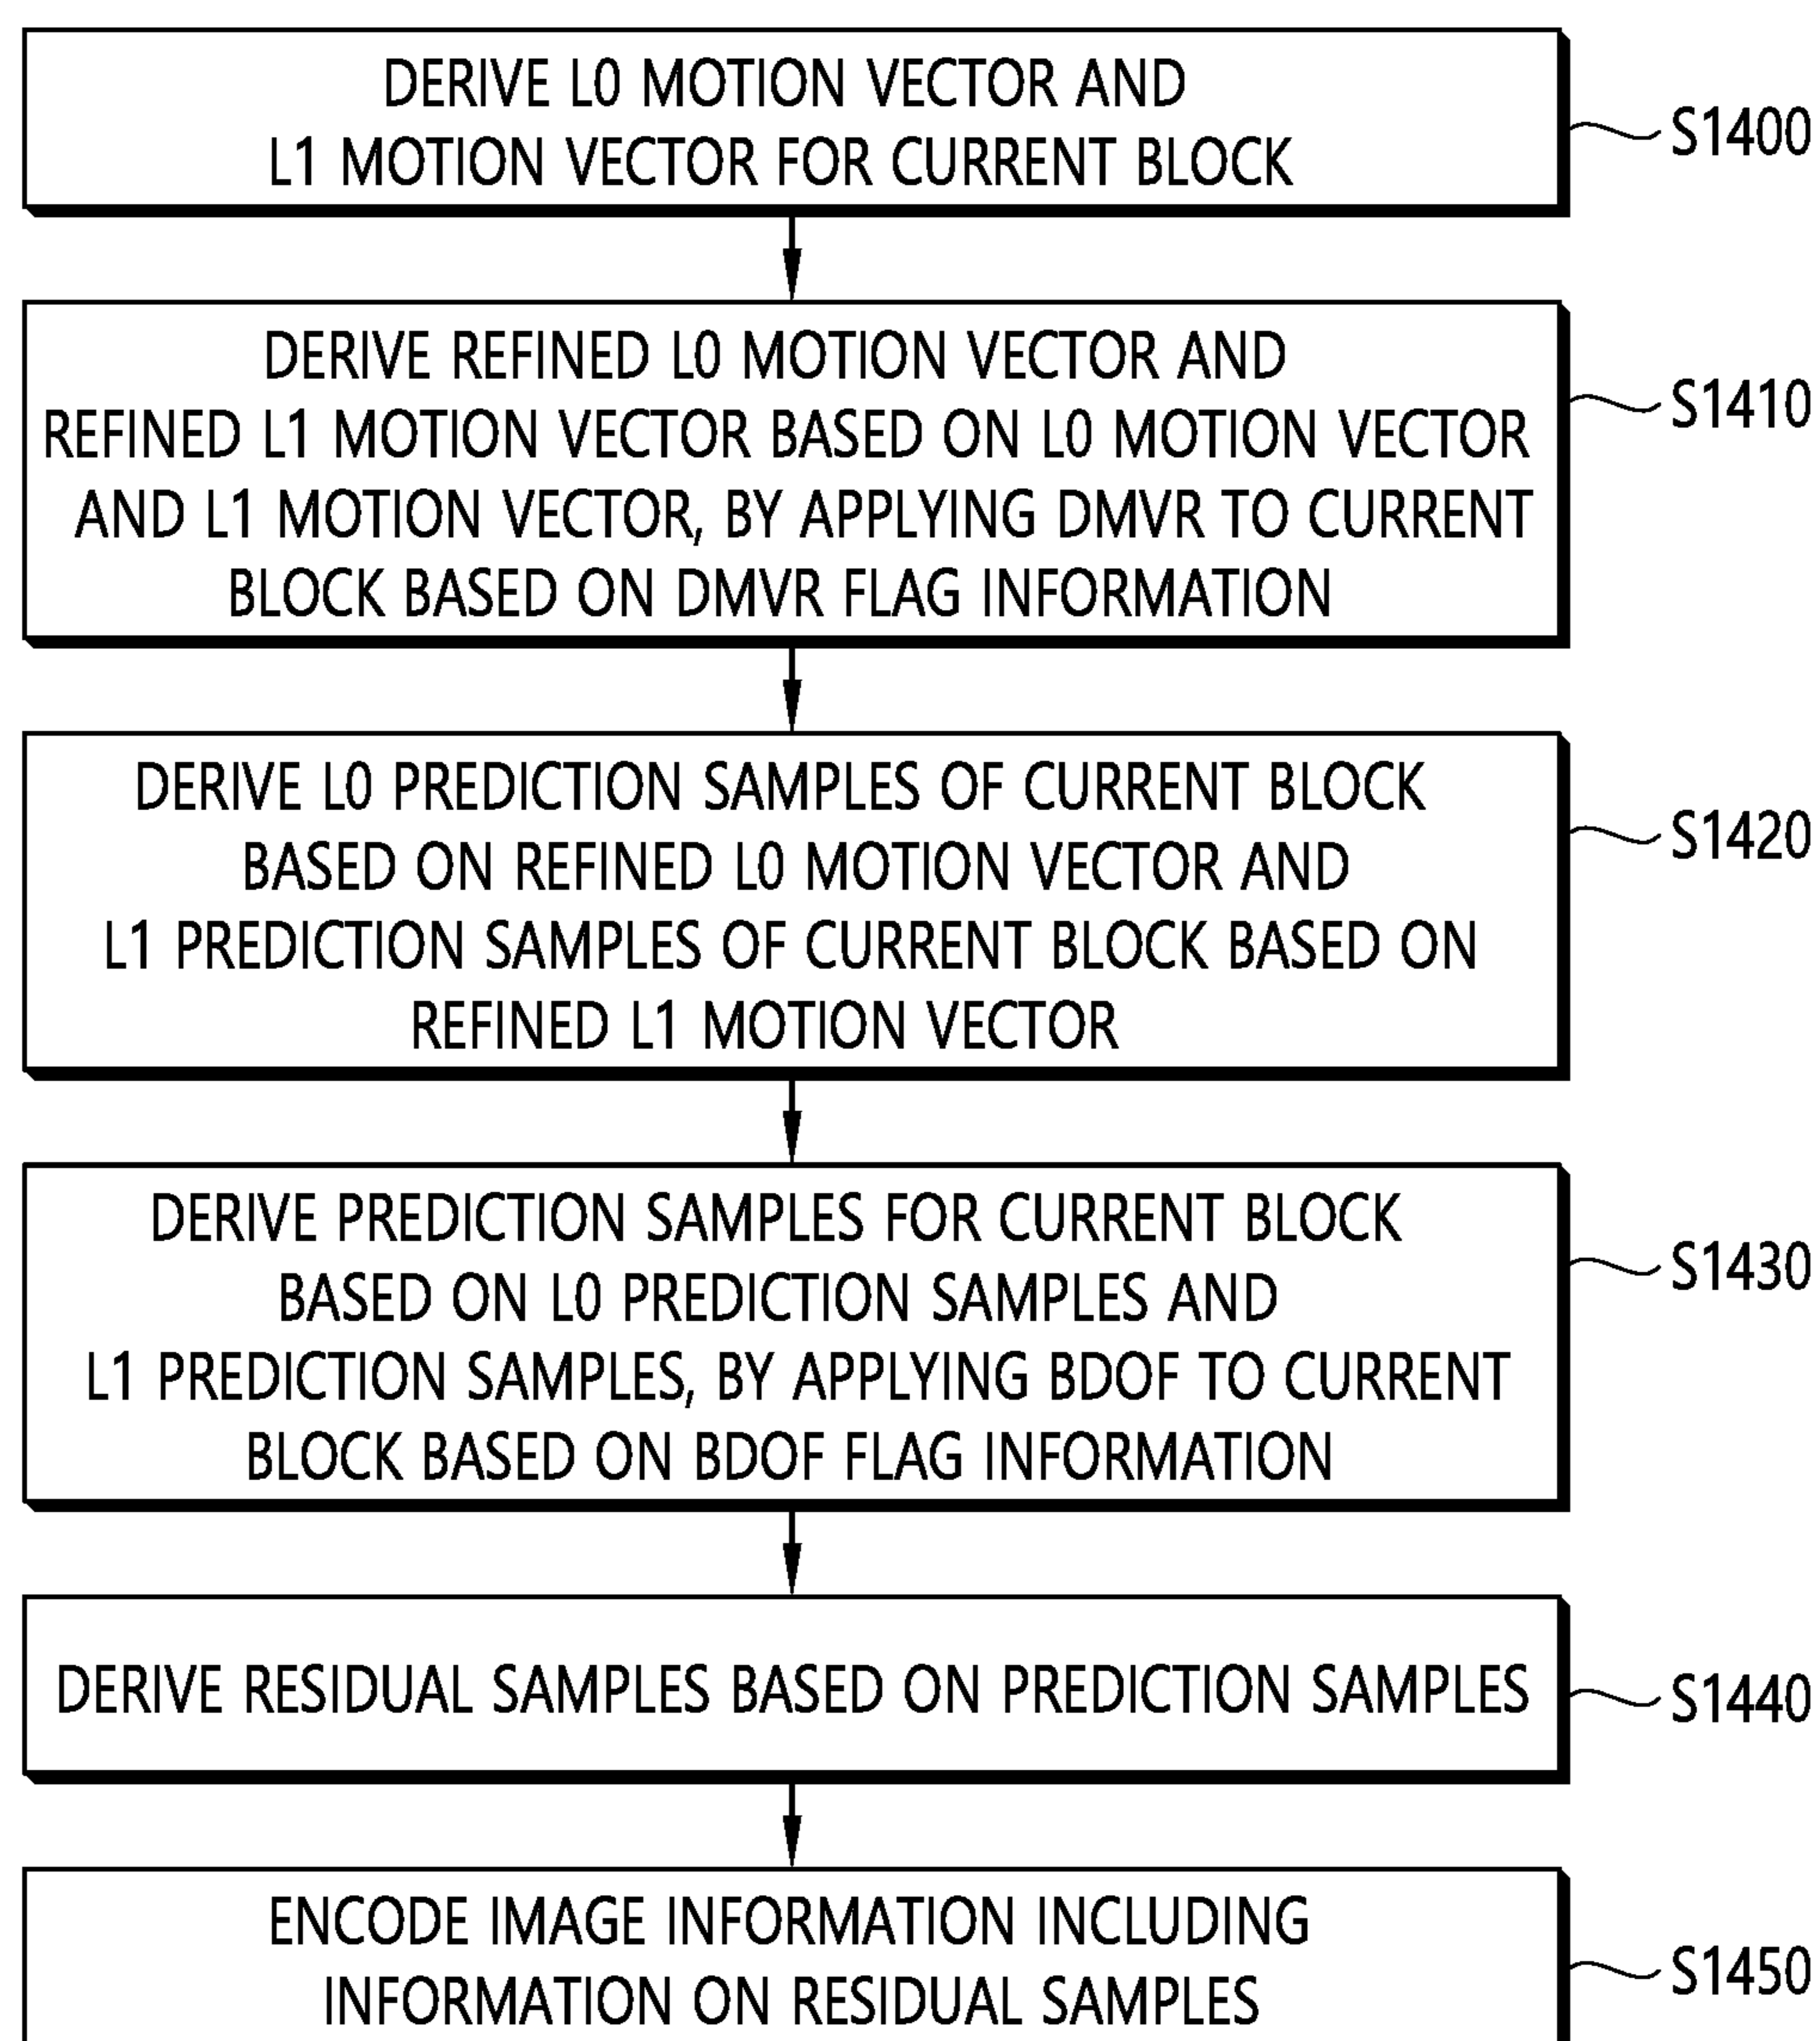 DERIVE L0 MOTION VECTOR AND
L1 MOTION VECTOR FOR CURRENT BLOCK
S1400
DERIVE REFINED L0 MOTION VECTOR AND
REFINED L1 MOTION VECTOR BASED ON L0 MOTION VECTOR
AND L1 MOTION VECTOR, BY APPLYING DMVR TO CURRENT
BLOCK BASED ON DMVR FLAG INFORMATION
S1410
DERIVE L0 PREDICTION SAMPLES OF CURRENT BLOCK
BASED ON REFINED L0 MOTION VECTOR AND
L1 PREDICTION SAMPLES OF CURRENT BLOCK BASED ON
REFINED L1 MOTION VECTOR
S1420
DERIVE PREDICTION SAMPLES FOR CURRENT BLOCK
BASED ON L0 PREDICTION SAMPLES AND
L1 PREDICTION SAMPLES, BY APPLYING BDOF TO CURRENT
BLOCK BASED ON BDOF FLAG INFORMATION
S1430
DERIVE RESIDUAL SAMPLES BASED ON PREDICTION SAMPLES
S1440
ENCODE IMAGE INFORMATION INCLUDING
INFORMATION ON RESIDUAL SAMPLES
S1450